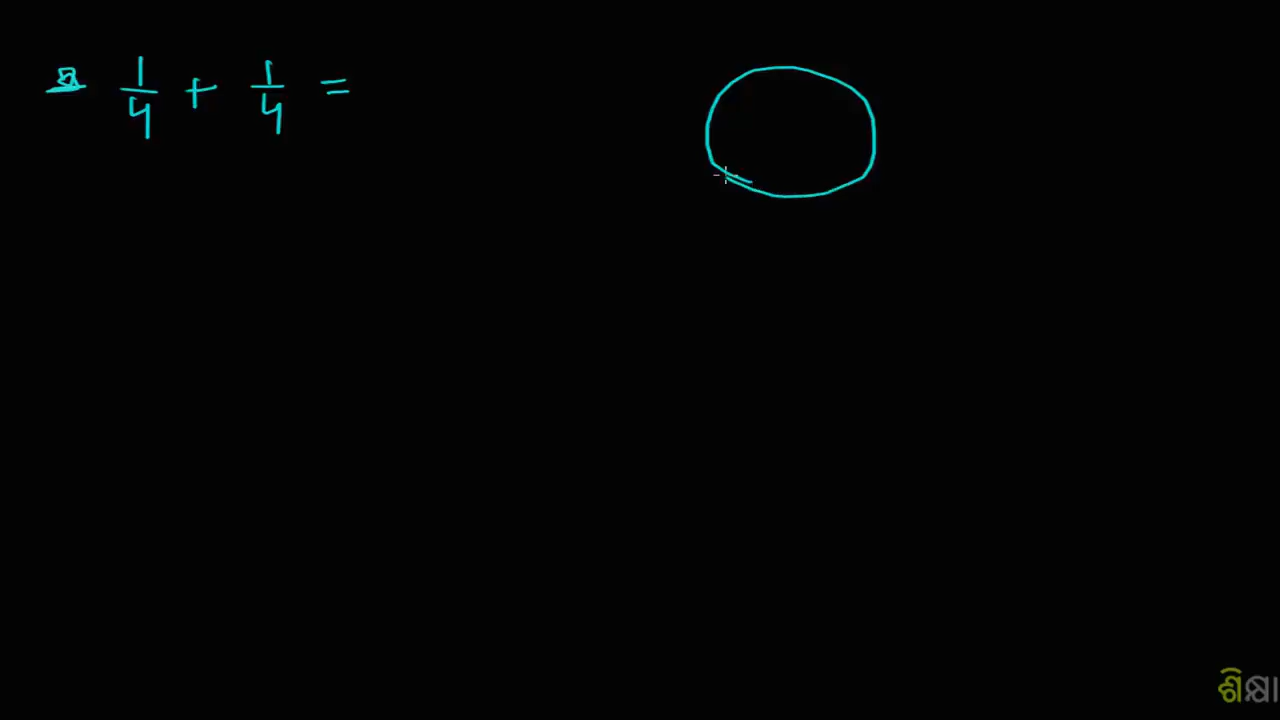 1/4 + 1/4 =
ଶିକ୍ଷା